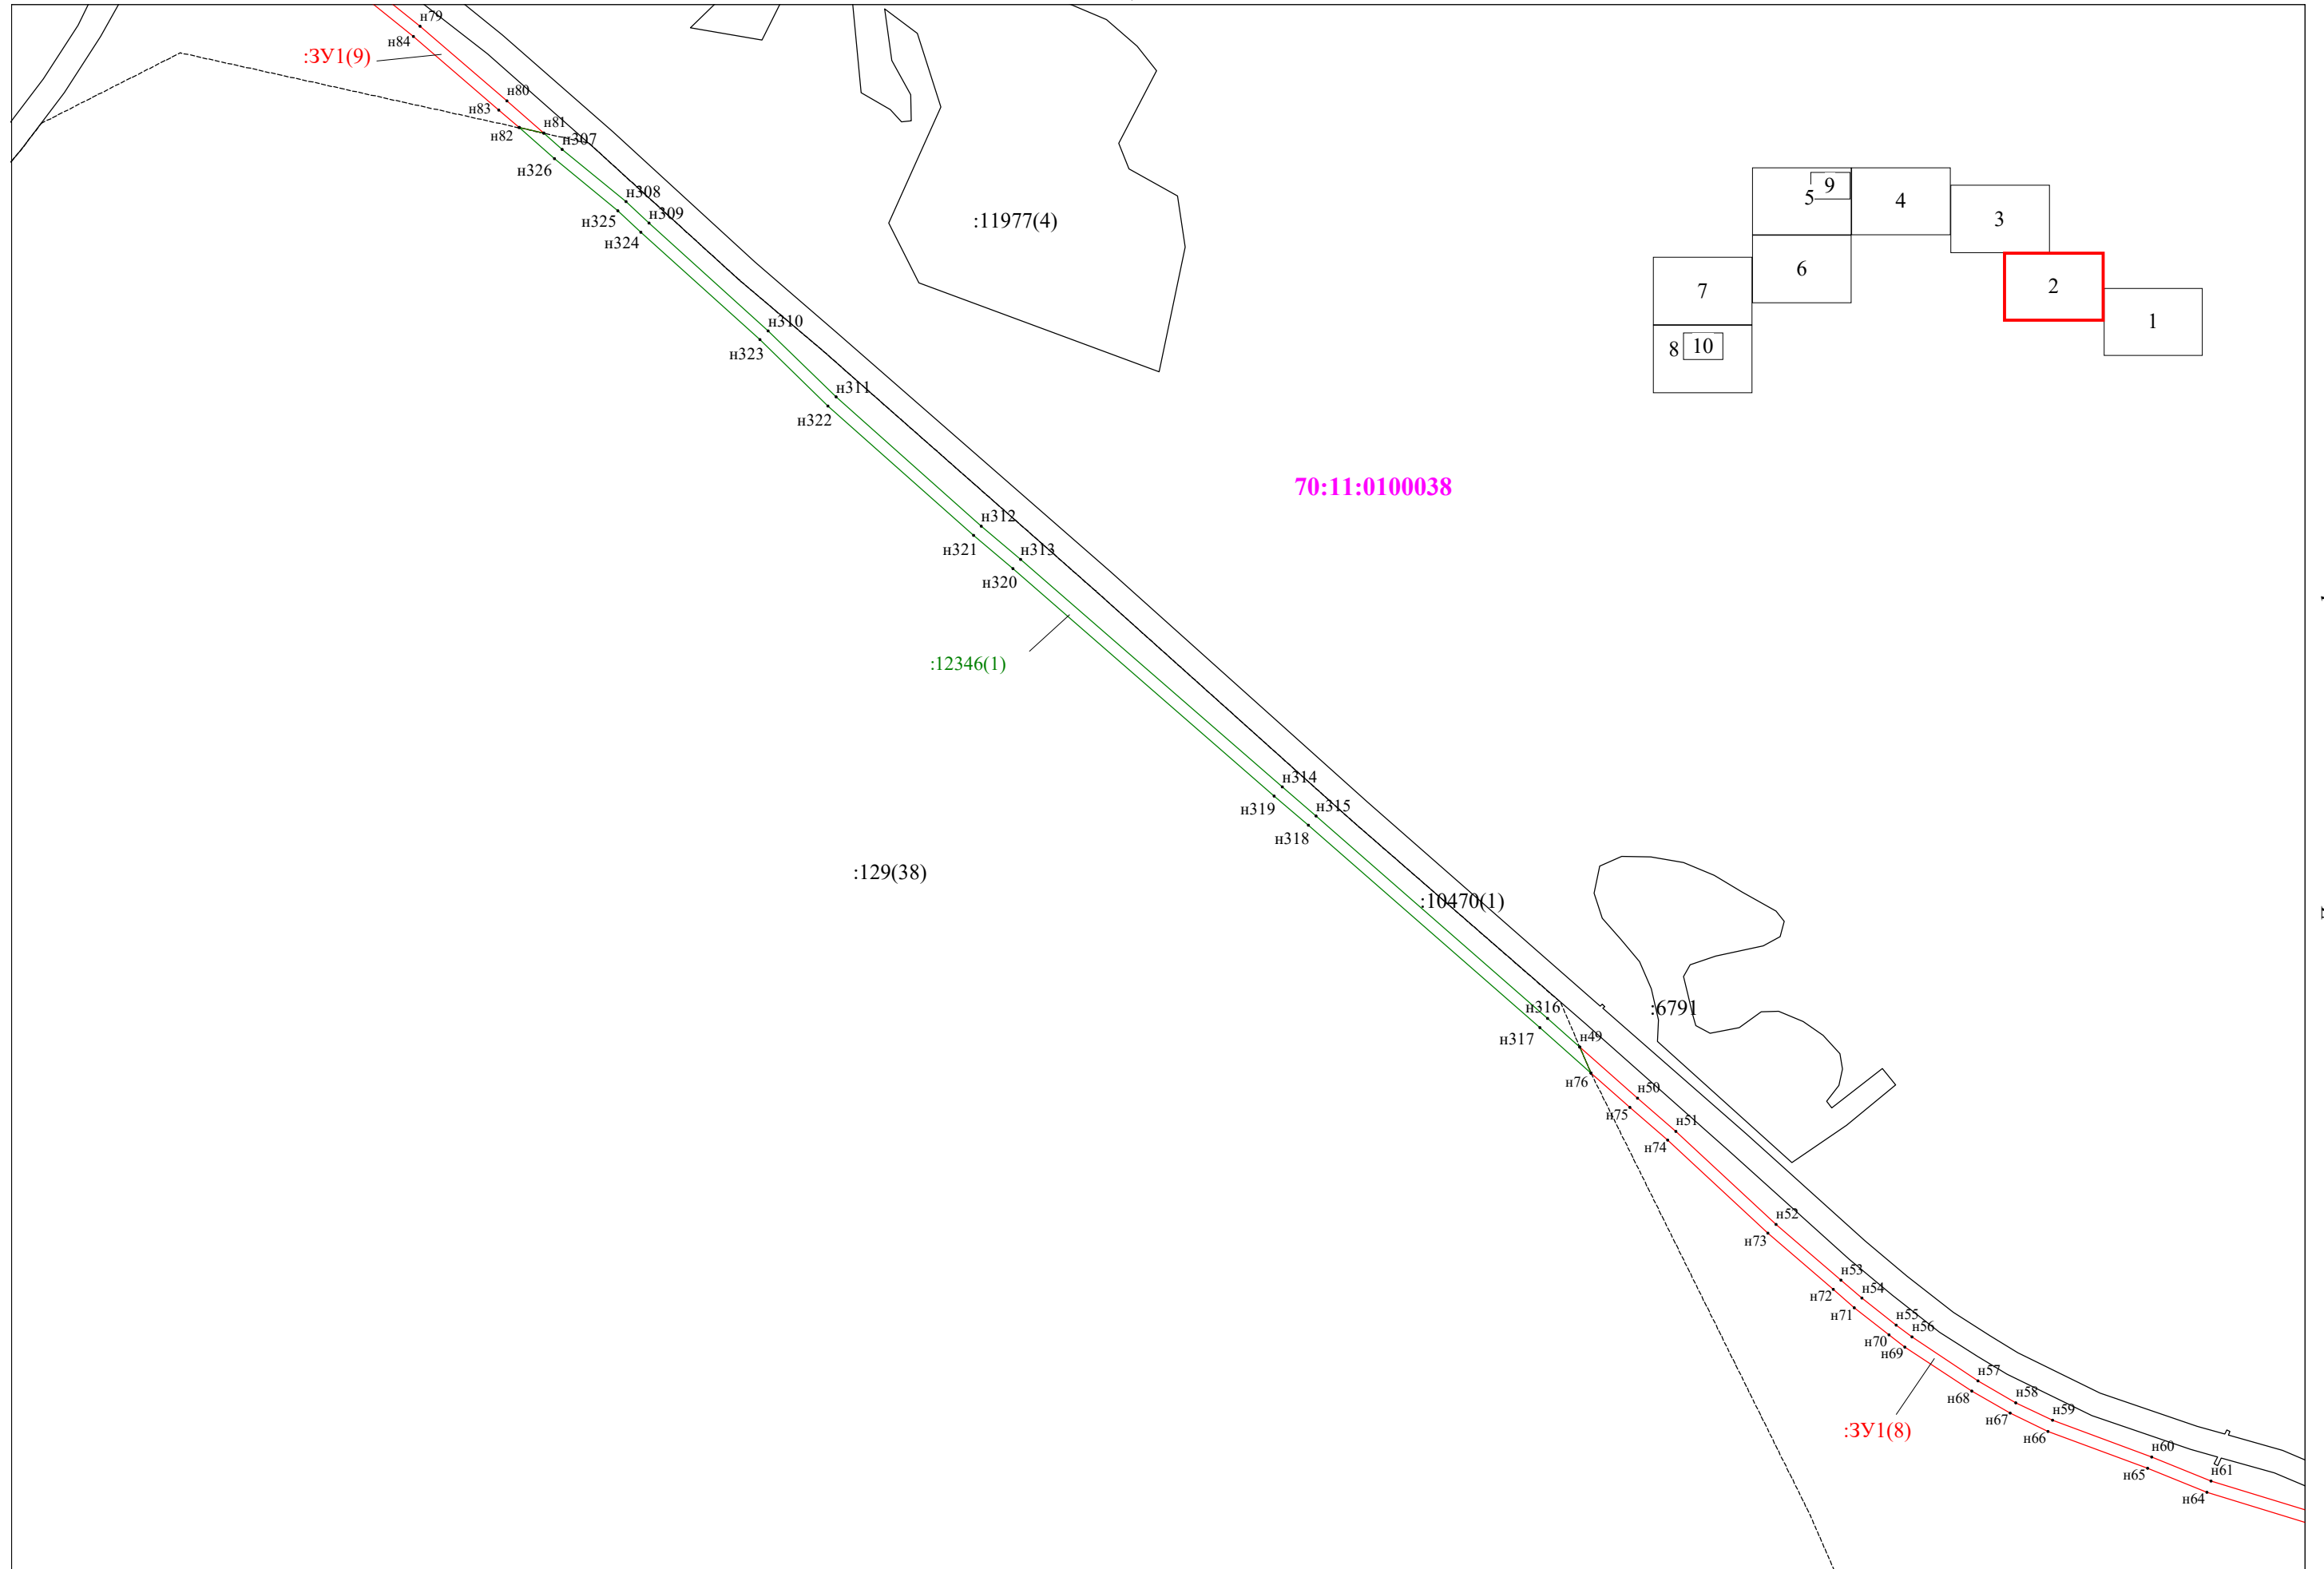 н79
н84
:ЗУ1(9)
н80
н83
н81
н82
н307
н326
н308
н325
н309
н324
:11977(4)
9
5
4
3
6
2
7
1
8
10
н310
н323
н311
н322
70:11:0100038
н312
н321
н313
н320
:12346(1)
н314
н319
н315
н318
:129(38)
:10470(1)
:6791
н316
н317
н49
н76
н50
н75
н51
н74
н52
н73
н53
н72
н54
н71
н55
н70
н56
н69
н57
н68
н58
н67
н59
н66
:ЗУ1(8)
н60
н65
н61
н64